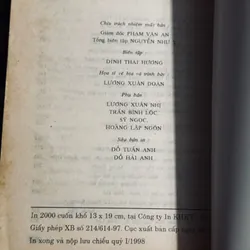 Chịu trách nhiệm xuất bản:
Giám đốc PHẠM VĂN AN
Tổng biên tập NGUYỄN NHƯ
Biên tập
ĐINH THÁI HƯƠNG
Họa sĩ có bìa và trình bày:
LƯƠNG XUÂN ĐOÀN
Phụ bản:
LƯƠNG XUÂN NHỊ
TRẦN BÌNH LỘC
SỸ NGỌC
HOÀNG LẬP NGÔN
Sửa bản in
ĐỖ TUẤN ANH
ĐỖ HẢI ANH
In 2000 cuốn khổ 13 x 19 cm, tại Công ty In
Giấy phép XB số 214/614-97. Cục xuất bản cấp
In xong và nộp lưu chiểu quý I/1998